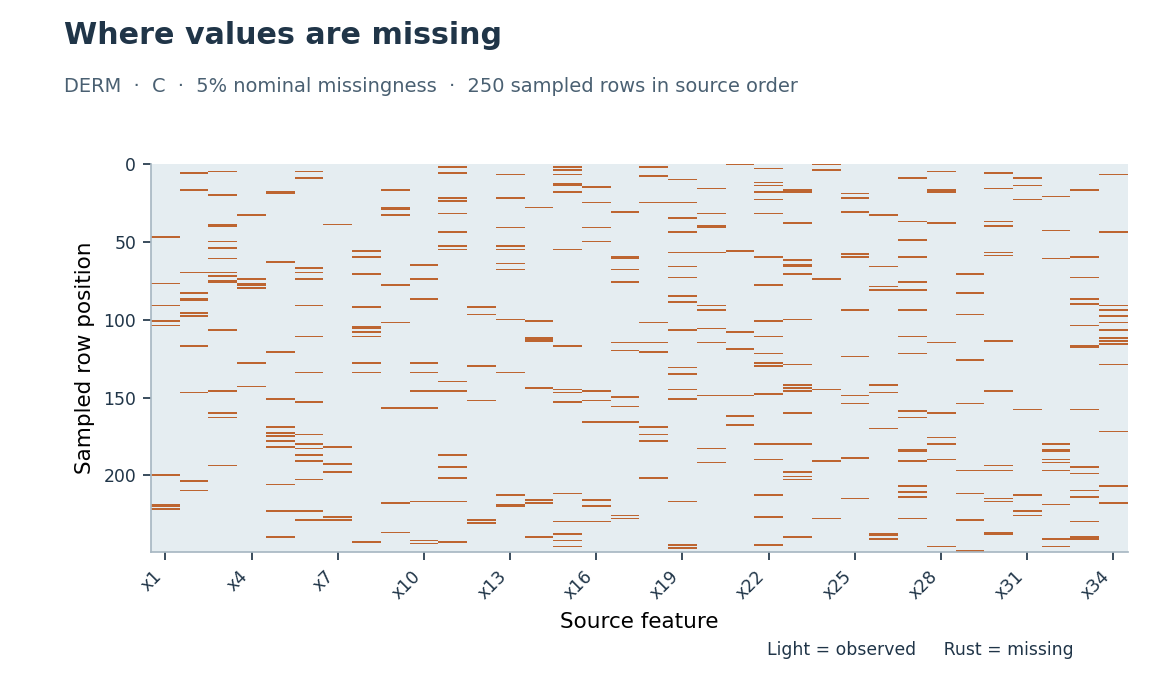 Where values are missing
DERM · C · 5% nominal missingness · 250 sampled rows in source order
0
50
100
150
200
Sampled row position
x1 x4 x7 x10 x13 x16 x19 x22 x25 x28 x31 x34
Source feature
Light = observed Rust = missing